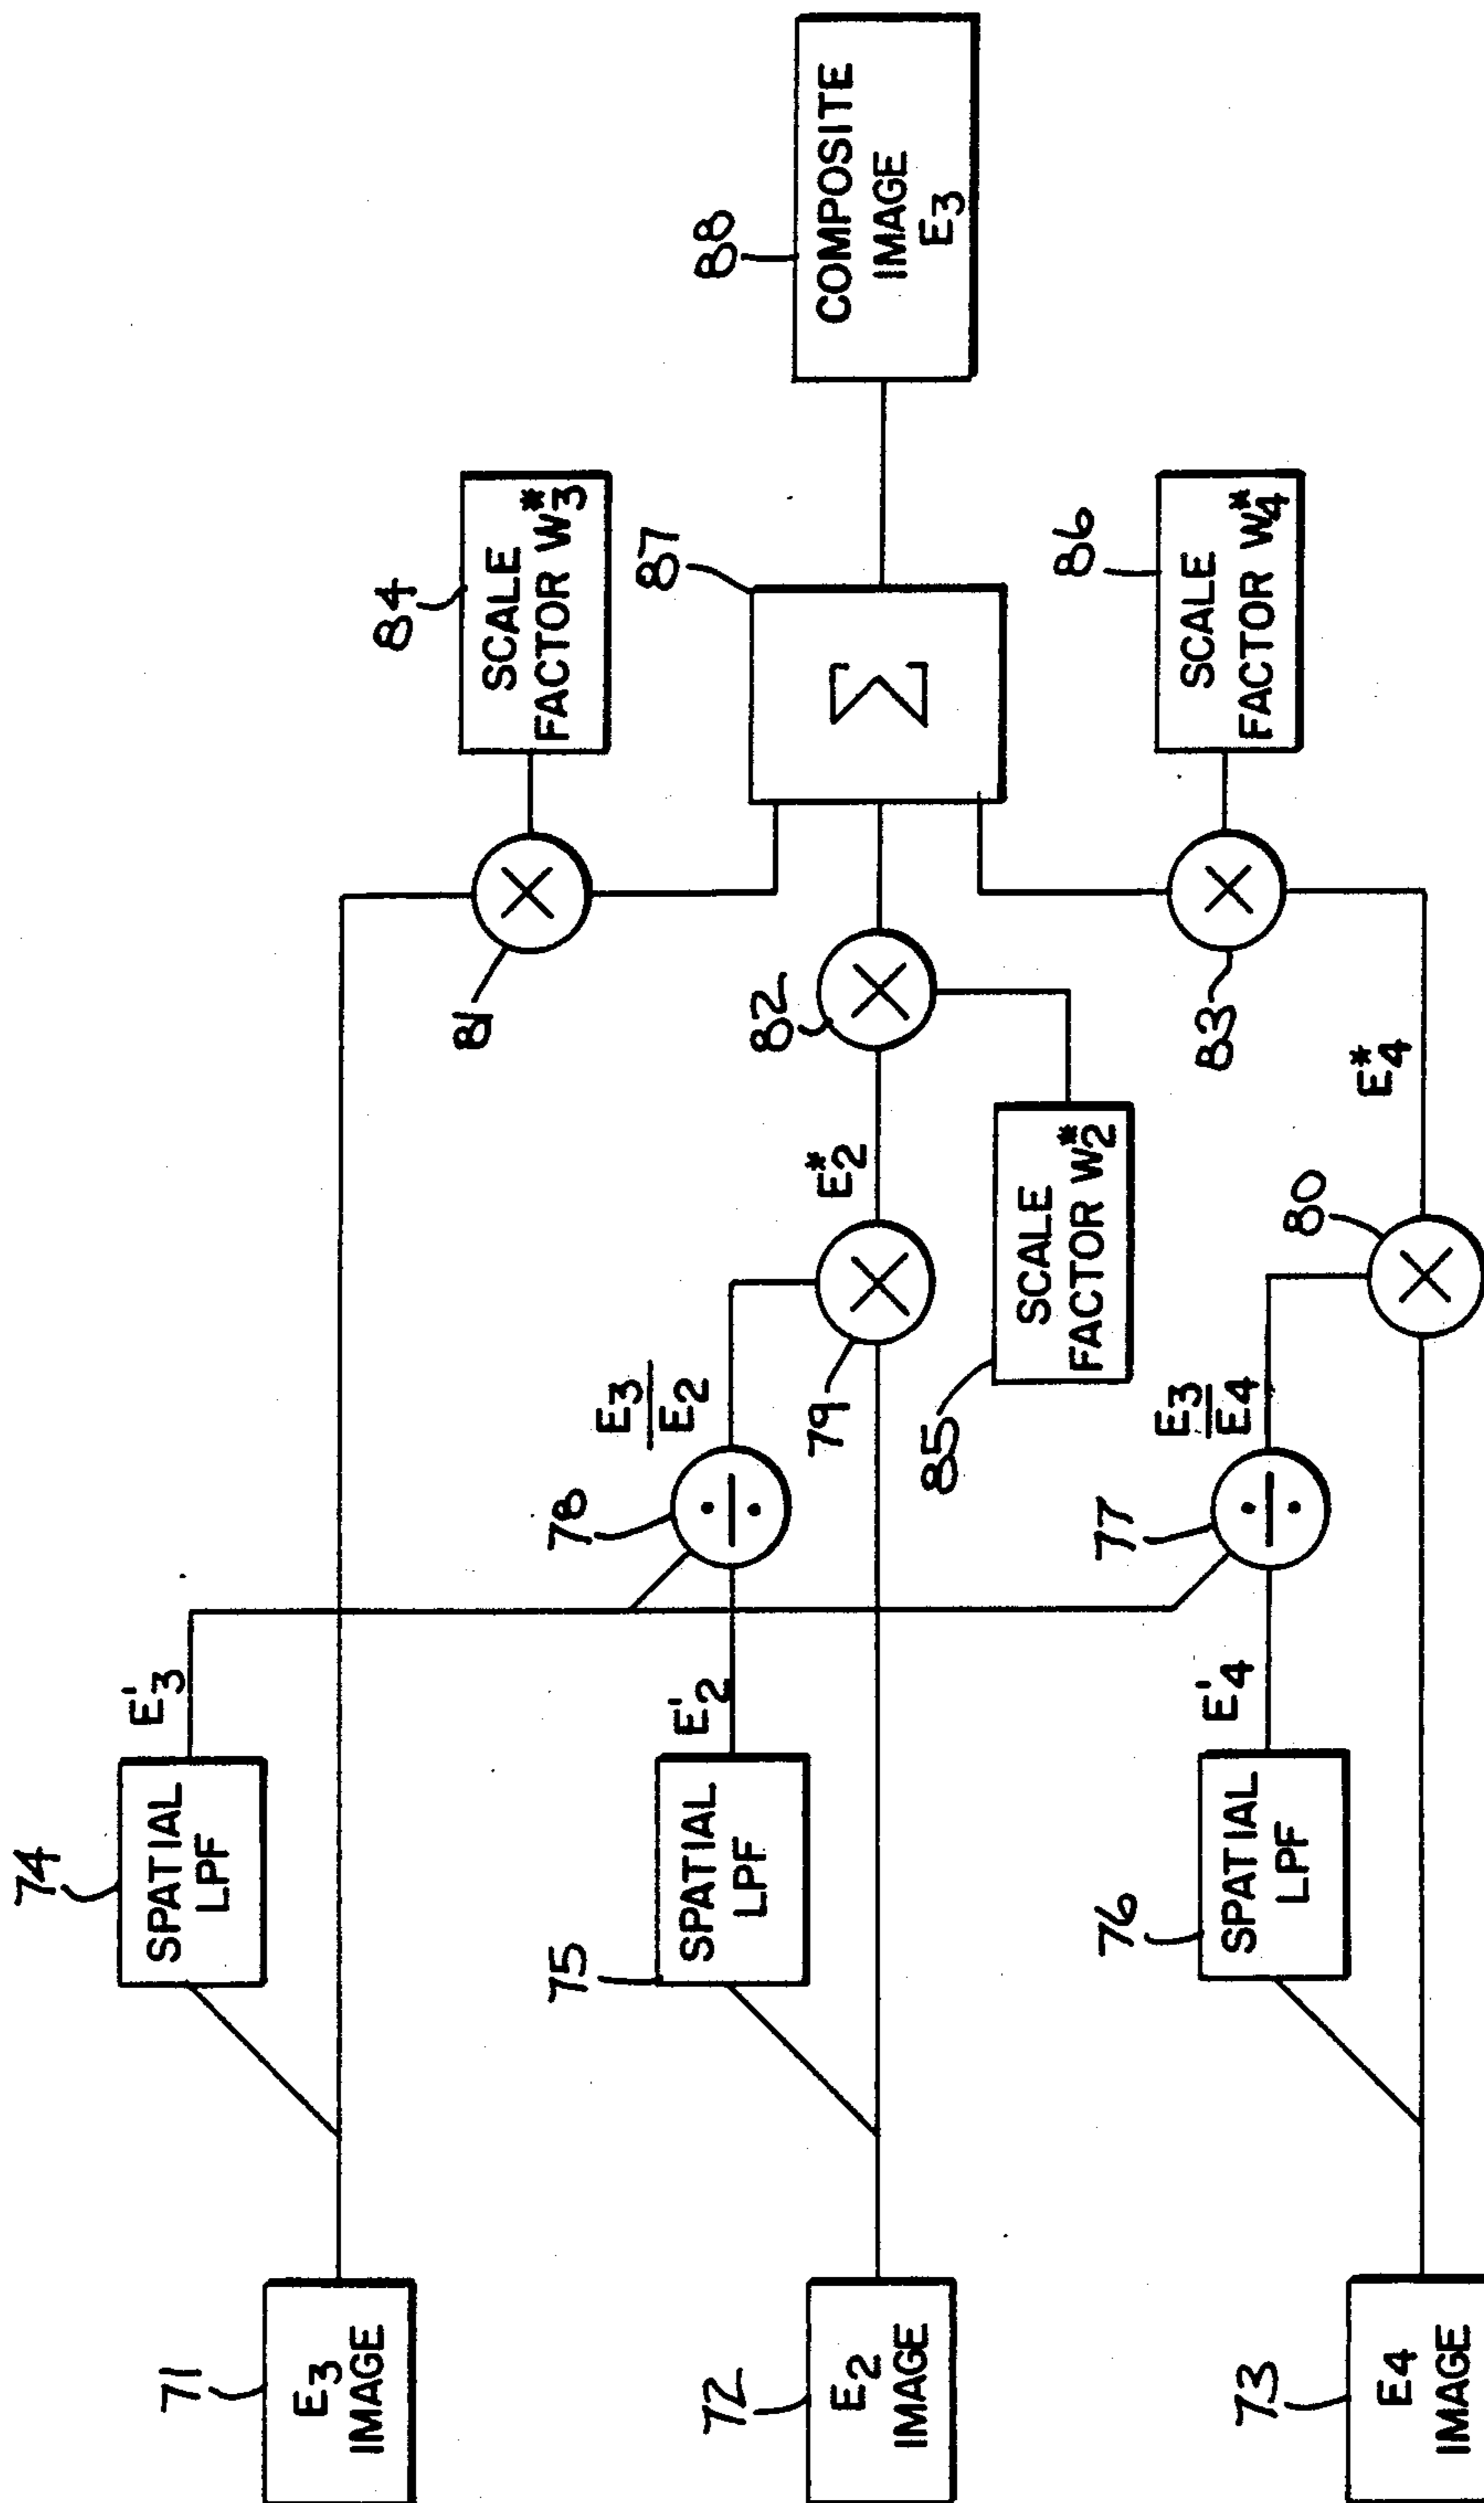 71
E3
IMAGE
74
SPATIAL
LPF
E'3
81
84
SCALE
FACTOR W*3
72
E2
IMAGE
75
SPATIAL
LPF
E'2
78
E3
E2
79
E*2
82
85
SCALE
FACTOR W*2
87
Σ
88
COMPOSITE
IMAGE
E3
73
E4
IMAGE
76
SPATIAL
LPF
E'4
77
E3
E4
80
E*4
83
86
SCALE
FACTOR W*4